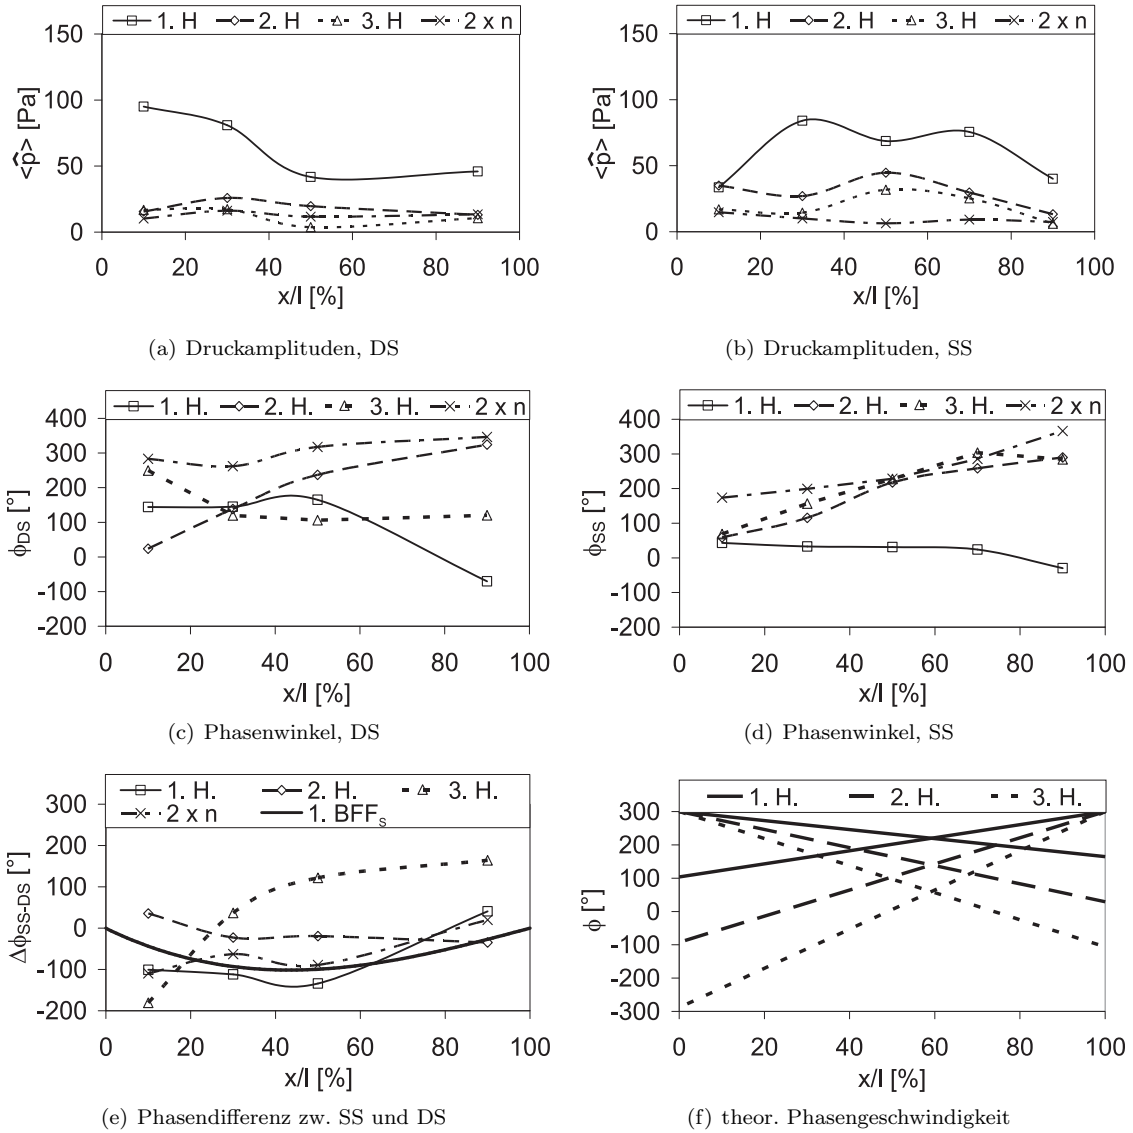 1. H 2. H 3. H 2 x n
150
100
50
0
<p̂> [Pa]
0 20 40 60 80 100
x/l [%]
(a) Druckamplituden, DS
1. H 2. H 3. H 2 x n
150
100
50
0
<p̂> [Pa]
0 20 40 60 80 100
x/l [%]
(b) Druckamplituden, SS
1. H. 2. H. 3. H. 2 x n
400
300
200
100
0
-100
-200
ϕDS [°]
0 20 40 60 80 100
x/l [%]
(c) Phasenwinkel, DS
1. H. 2. H. 3. H. 2 x n
400
300
200
100
0
-100
-200
ϕSS [°]
0 20 40 60 80 100
x/l [%]
(d) Phasenwinkel, SS
1. H. 2. H. 3. H.
2 x n 1. BFFs
300
200
100
0
-100
-200
ΔϕSS-DS [°]
0 20 40 60 80 100
x/l [%]
(e) Phasendifferenz zw. SS und DS
1. H. 2. H. 3. H.
300
200
100
0
-100
-200
-300
ϕ [°]
0 20 40 60 80 100
x/l [%]
(f) theor. Phasengeschwindigkeit